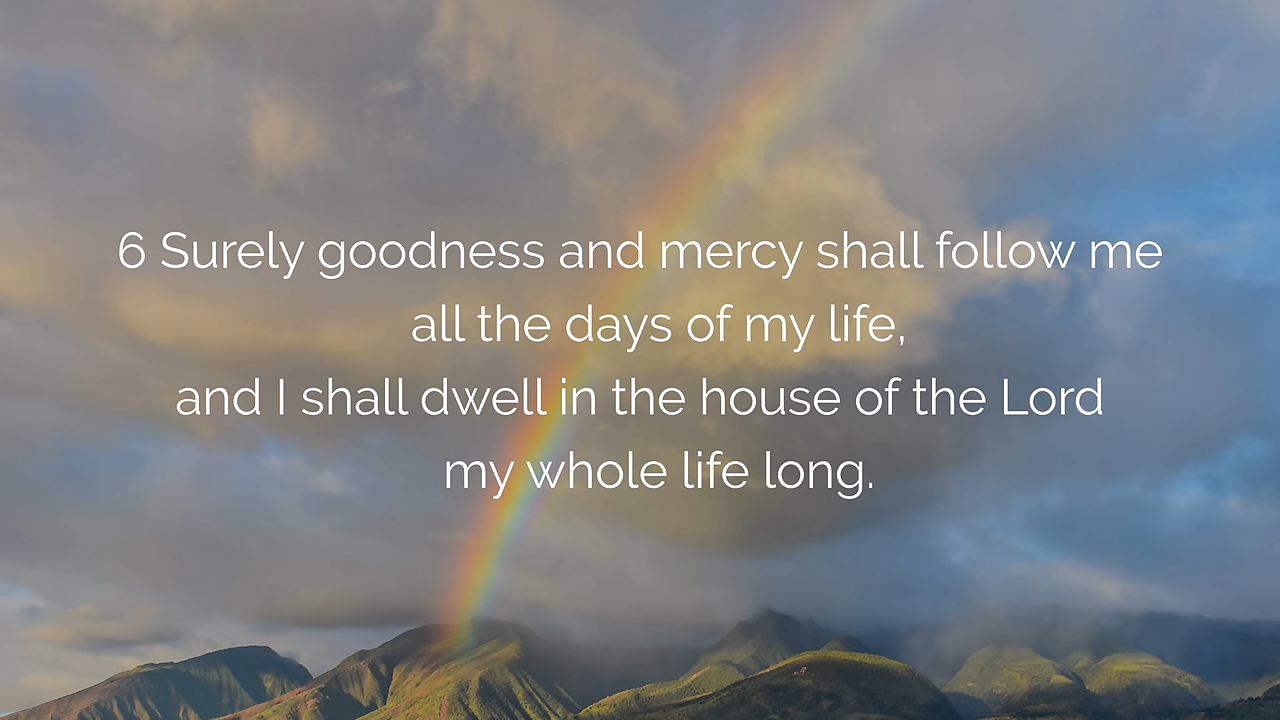 6 Surely goodness and mercy shall follow me
all the days of my life,
and I shall dwell in the house of the Lord
my whole life long.